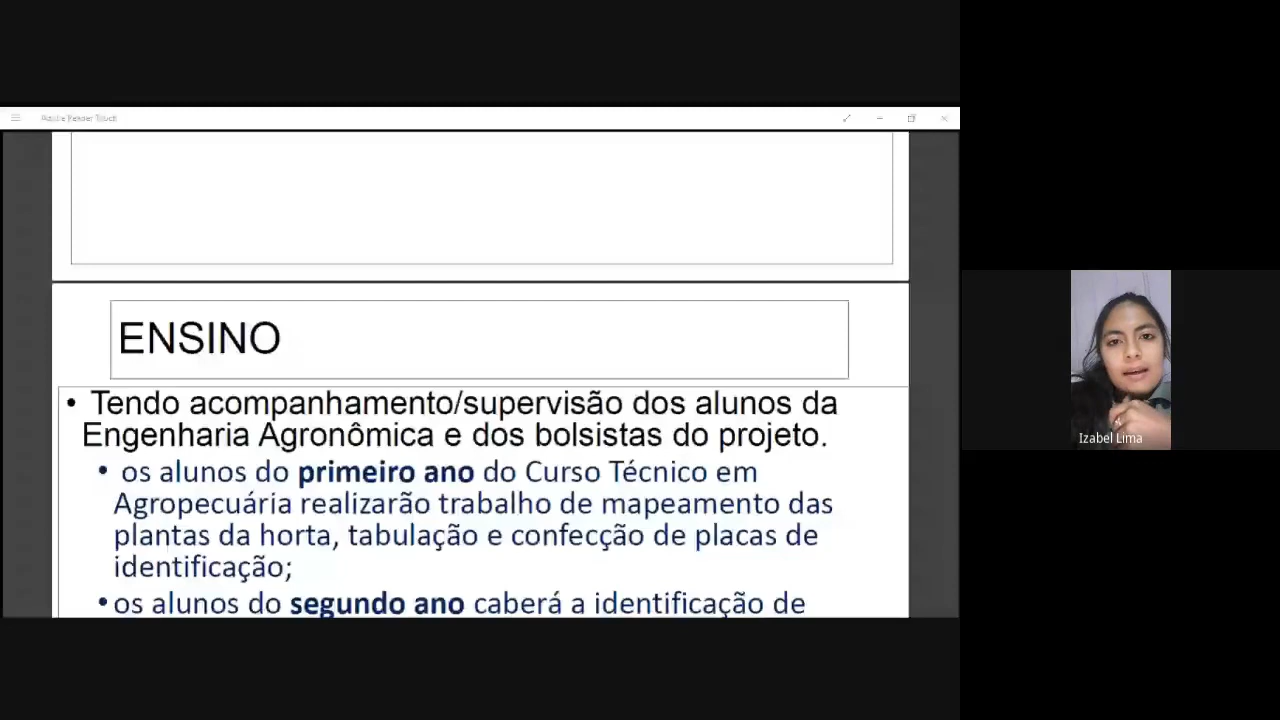 ENSINO
• Tendo acompanhamento/supervisão dos alunos da
Engenharia Agronômica e dos bolsistas do projeto.
• os alunos do primeiro ano do Curso Técnico em
Agropecuária realizarão trabalho de mapeamento das
plantas da horta, tabulação e confecção de placas de
identificação;
• os alunos do segundo ano caberá a identificação de
Izabel Lima